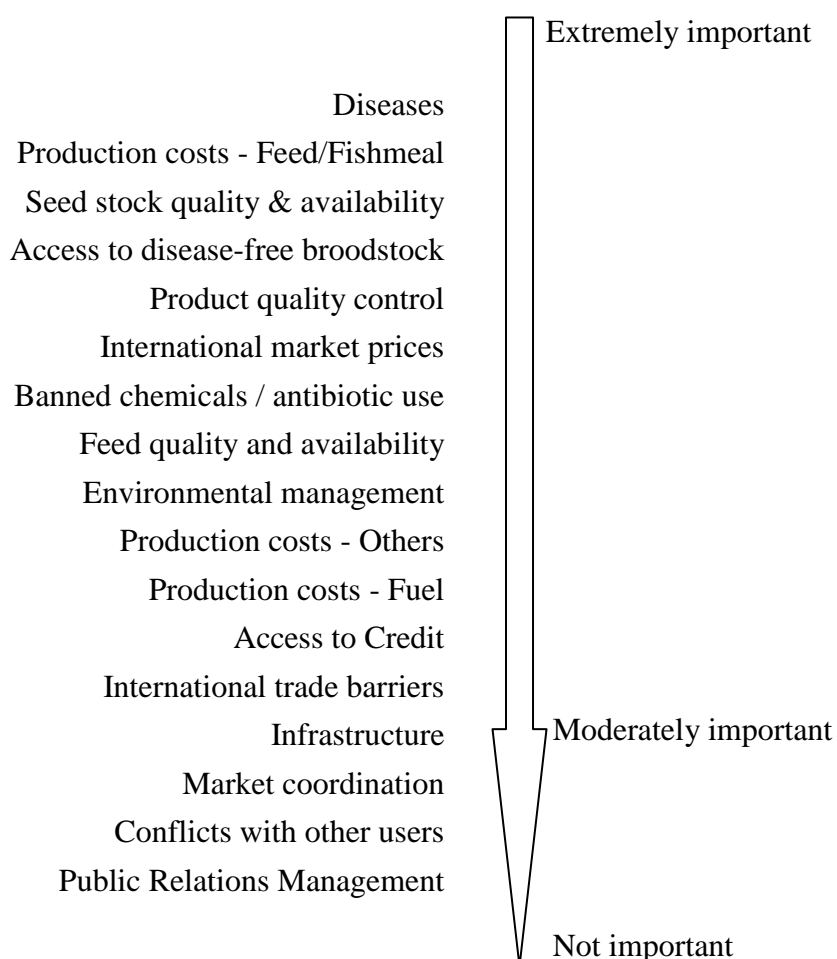 Extremely important
Diseases
Production costs - Feed/Fishmeal
Seed stock quality & availability
Access to disease-free broodstock
Product quality control
International market prices
Banned chemicals / antibiotic use
Feed quality and availability
Environmental management
Production costs - Others
Production costs - Fuel
Access to Credit
International trade barriers
Infrastructure
Moderately important
Market coordination
Conflicts with other users
Public Relations Management
Not important